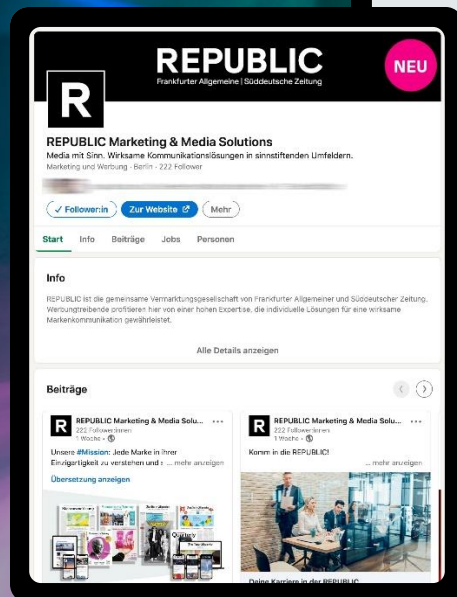 REPUBLIC
Frankfurter Allgemeine | Süddeutsche Zeitung
NEU
R
REPUBLIC Marketing & Media Solutions
Media mit Sinn. Wirksame Kommunikationslösungen in sinnstiftenden Umfeldern.
Marketing und Werbung · Berlin · 222 Follower
✓ Follower:in
Zur Website
Mehr
Start Info Beiträge Jobs Personen
Info
REPUBLIC ist die gemeinsame Vermarktungsgesellschaft von Frankfurter Allgemeiner und Süddeutscher Zeitung.
Werbungtreibende profitieren hier von einer hohen Expertise, die individuelle Lösungen für eine wirksame
Markenkommunikation gewährleistet.
Alle Details anzeigen
Beiträge
R
REPUBLIC Marketing & Media Solu... ···
222 Follower:innen
1 Woche ·
Unsere #Mission: Jede Marke in ihrer
Einzigartigkeit zu verstehen und ... mehr anzeigen
Übersetzung anzeigen
Quarterly
R
REPUBLIC Marketing & Media Solu... ···
222 Follower:innen
1 Woche ·
Komm in die REPUBLIC!
... mehr anzeigen
Deine Karriere in der REPUBLIC